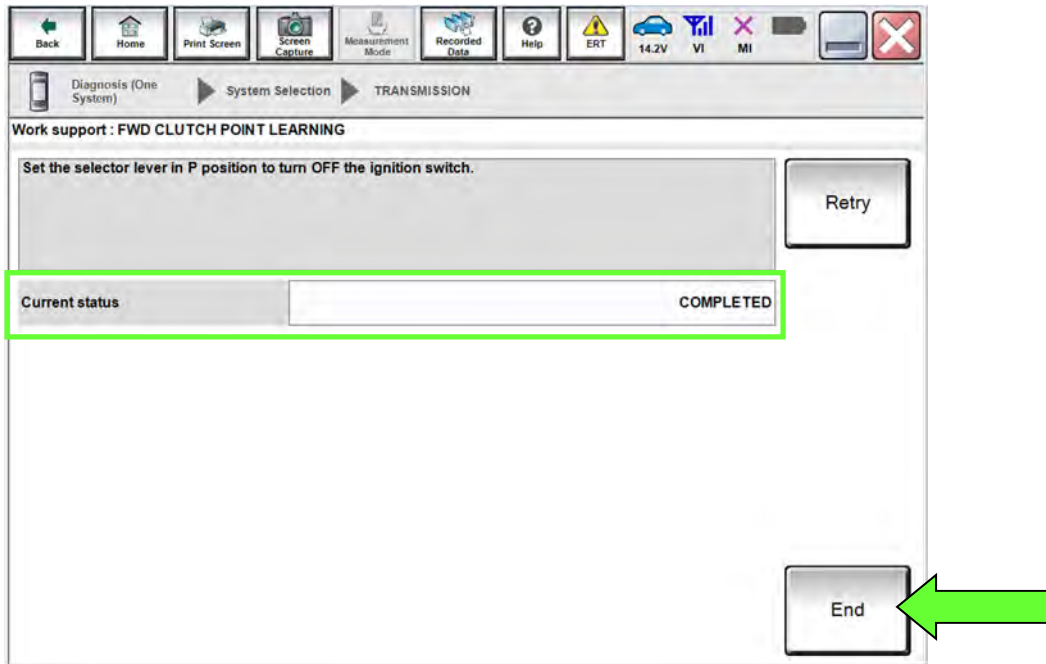 Back
Home
Print Screen
Screen
Capture
Measurement
Mode
Recorded
Data
Help
ERT
14.2V
VI
MI
Diagnosis (One
System)
System Selection
TRANSMISSION
Work support : FWD CLUTCH POINT LEARNING
Set the selector lever in P position to turn OFF the ignition switch.
Retry
Current status
COMPLETED
End